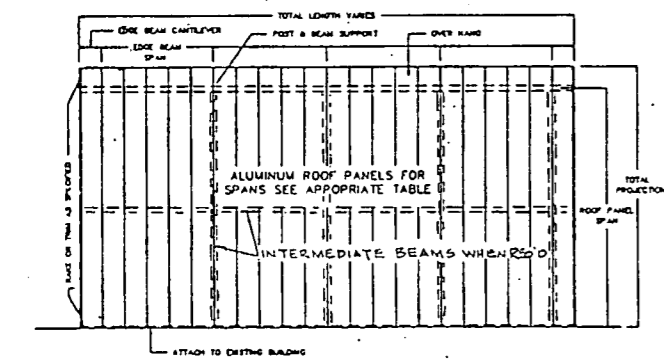 TOTAL LENGTH VARIES
EDGE BEAM CANTILEVER
POST & BEAM SUPPORT
OVER HANG
EDGE BEAM
SPAN
RAKE OR TRIM AS SPECIFIED
ALUMINUM ROOF PANELS FOR
SPANS SEE APPOPRIATE TABLE
TOTAL
PROJECTION
ROOF PANEL
SPAN
INTERMEDIATE BEAMS WHEN REQ'D
ATTACH TO EXISTING BUILDING